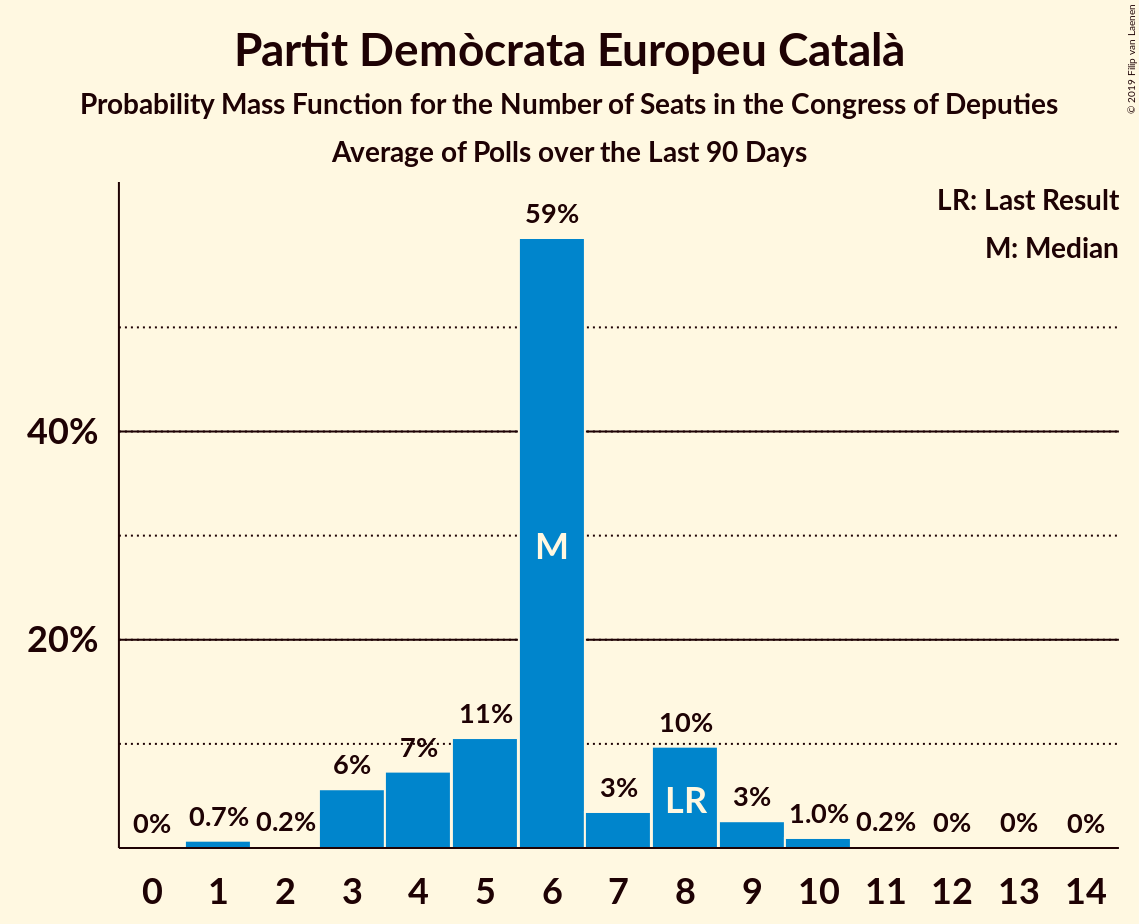 Partit Demòcrata Europeu Català
Probability Mass Function for the Number of Seats in the Congress of Deputies
Average of Polls over the Last 90 Days
© 2019 Filip van Laenen
LR: Last Result
M: Median
59%
40%
M
20%
11%
10%
7%
6%
3%
LR
3%
0%
0.7%
0.2%
1.0%
0.2%
0%
0%
0%
0 1 2 3 4 5 6 7 8 9 10 11 12 13 14